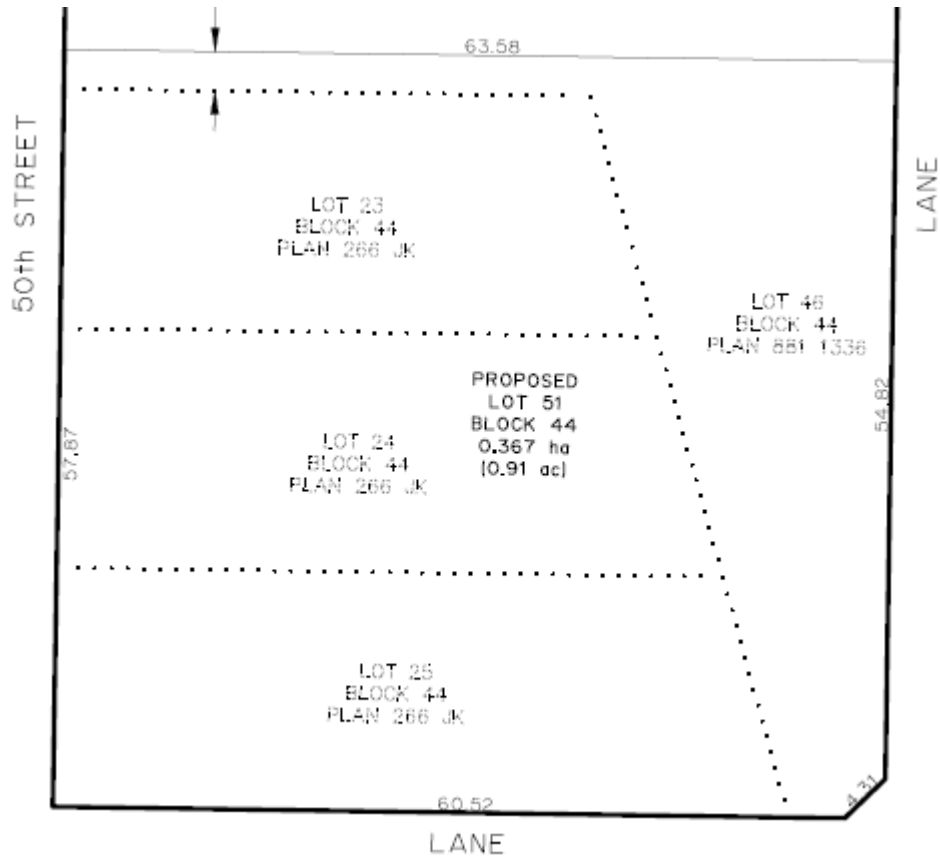 63.58
50th STREET
LANE
LOT 23
BLOCK 44
PLAN 266 JK
LOT 46
BLOCK 44
PLAN 881 1336
PROPOSED
LOT 51
BLOCK 44
0.367 ha
(0.91 ac)
54.82
57.87
LOT 24
BLOCK 44
PLAN 266 JK
LOT 25
BLOCK 44
PLAN 266 JK
4.31
60.52
LANE